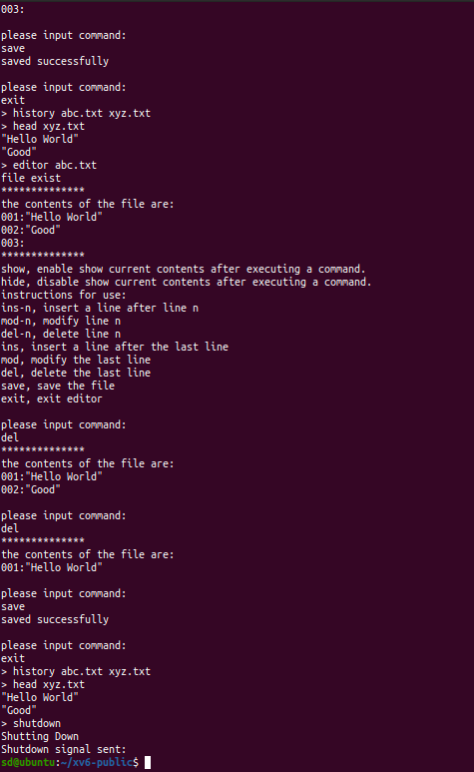 003:
please input command:
save
saved successfully
please input command:
exit
> history abc.txt xyz.txt
> head xyz.txt
"Hello World"
"Good"
> editor abc.txt
file exist
**************
the contents of the file are:
001:"Hello World"
002:"Good"
003:
**************
show, enable show current contents after executing a command.
hide, disable show current contents after executing a command.
instructions for use:
ins-n, insert a line after line n
mod-n, modify line n
del-n, delete line n
ins, insert a line after the last line
mod, modify the last line
del, delete the last line
save, save the file
exit, exit editor
please input command:
del
**************
the contents of the file are:
001:"Hello World"
002:"Good"
please input command:
del
**************
the contents of the file are:
001:"Hello World"
please input command:
save
saved successfully
please input command:
exit
> history abc.txt xyz.txt
> head xyz.txt
"Hello World"
"Good"
> shutdown
Shutting Down
Shutdown signal sent:
sd@ubuntu:~/xv6-public$